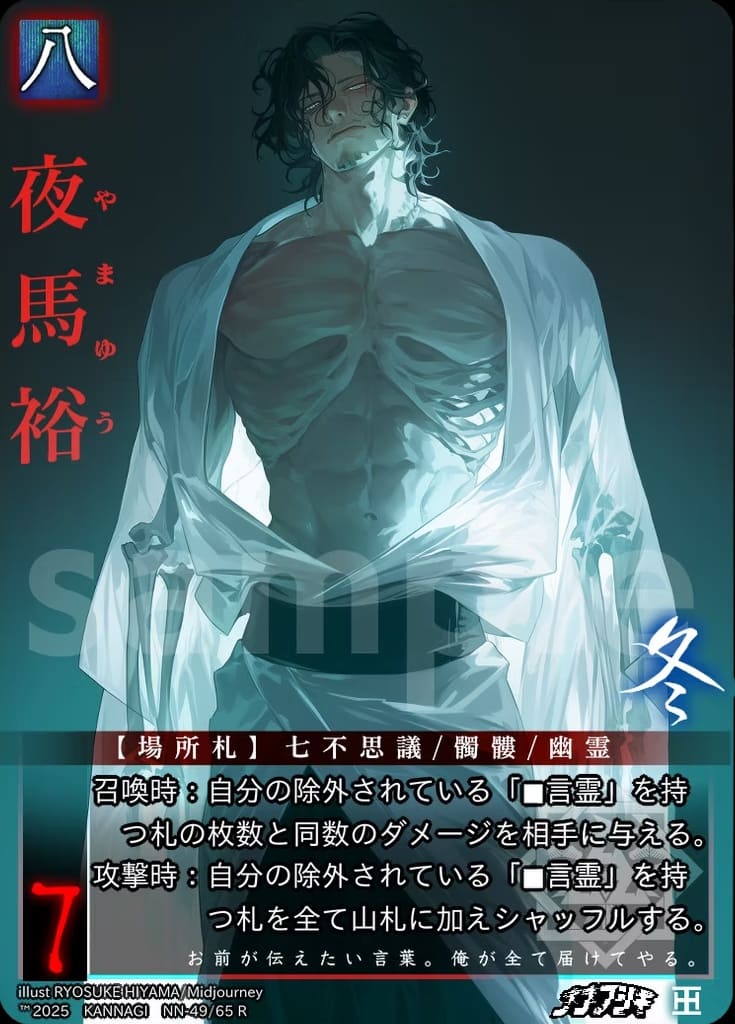 八
夜馬裕
やまゆう
sample
冬
【場所札】七不思議/髑髏/幽霊
召喚時：自分の除外されている「■言霊」を持
つ札の枚数と同数のダメージを相手に与える。
攻撃時：自分の除外されている「■言霊」を持
つ札を全て山札に加えシャッフルする。
お前が伝えたい言葉。俺が全て届けてやる。
7
illust RYOSUKE HIYAMA/Midjourney
™2025 KANNAGI NN-49/65 R
ナナフシギ